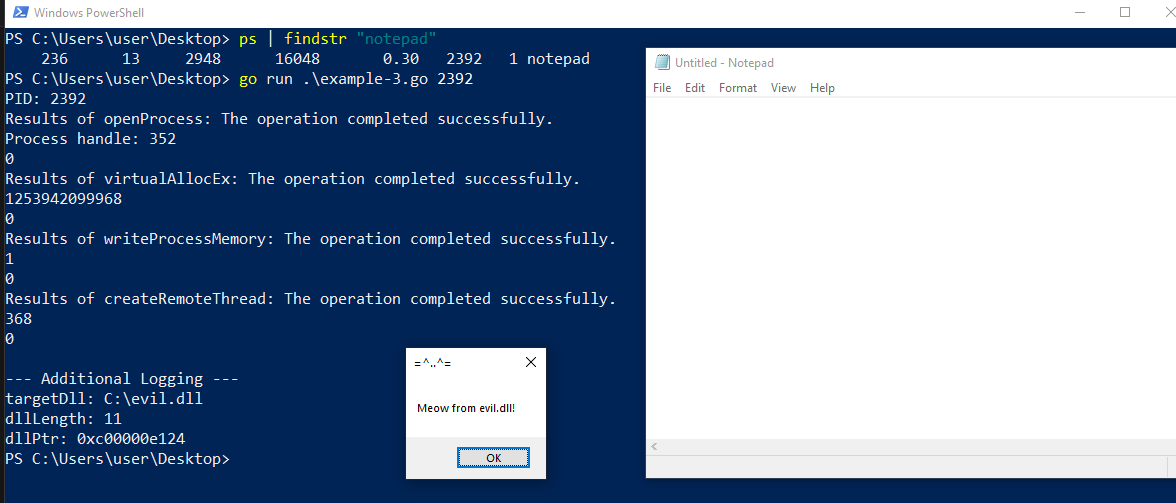 Windows PowerShell
PS C:\Users\user\Desktop> ps | findstr "notepad"
236 13 2948 16048 0.30 2392 1 notepad
PS C:\Users\user\Desktop> go run .\example-3.go 2392
PID: 2392
Results of openProcess: The operation completed successfully.
Process handle: 352
0
Results of virtualAllocEx: The operation completed successfully.
1253942099968
0
Results of writeProcessMemory: The operation completed successfully.
1
0
Results of createRemoteThread: The operation completed successfully.
368
0
--- Additional Logging ---
targetDll: C:\evil.dll
dllLength: 11
dllPtr: 0xc00000e124
PS C:\Users\user\Desktop>
Untitled - Notepad
File Edit Format View Help
=^..^=
Meow from evil.dll!
OK